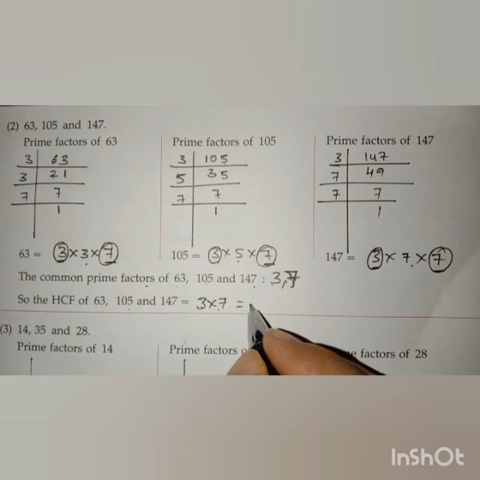 (2) 63, 105 and 147.
Prime factors of 63 Prime factors of 105 Prime factors of 147
3 63 3 105 3 147
3 21 5 35 7 49
7 7 7 7 7 7
1 1 1
63 = 3 × 3 × 7 105 = 3 × 5 × 7 147 = 3 × 7 × 7
The common prime factors of 63, 105 and 147 : 3, 7
So the HCF of 63, 105 and 147 = 3×7 =
(3) 14, 35 and 28.
Prime factors of 14 Prime factors factors of 28
InShOt